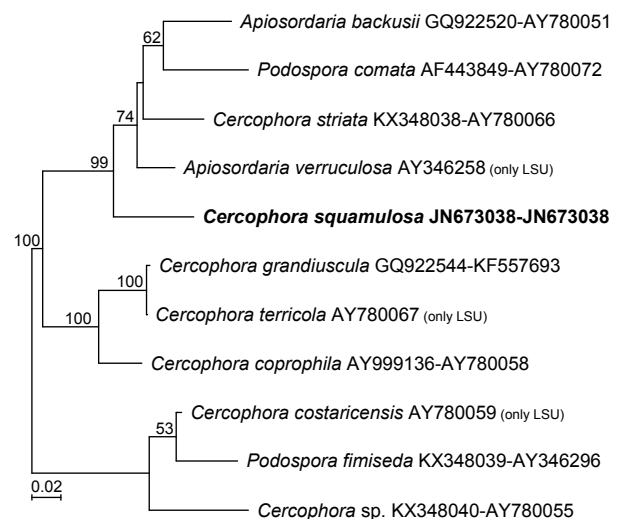 62
Apiosordaria backusii GQ922520-AY780051
Podospora comata AF443849-AY780072
74
Cercophora striata KX348038-AY780066
99
Apiosordaria verruculosa AY346258 (only LSU)
Cercophora squamulosa JN673038-JN673038
100
Cercophora grandiuscula GQ922544-KF557693
100
Cercophora terricola AY780067 (only LSU)
100
Cercophora coprophila AY999136-AY780058
Cercophora costaricensis AY780059 (only LSU)
53
Podospora fimiseda KX348039-AY346296
0.02
Cercophora sp. KX348040-AY780055